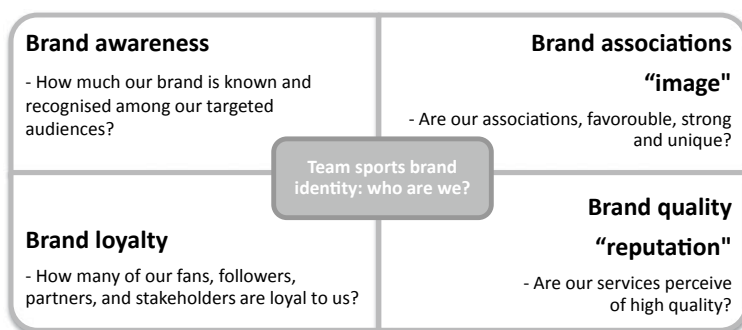 Brand awareness
- How much our brand is known and
recognised among our targeted
audiences?
Brand associations
“image"
- Are our associations, favorouble, strong
and unique?
Team sports brand
identity: who are we?
Brand loyalty
- How many of our fans, followers,
partners, and stakeholders are loyal to us?
Brand quality
“reputation"
- Are our services perceive
of high quality?